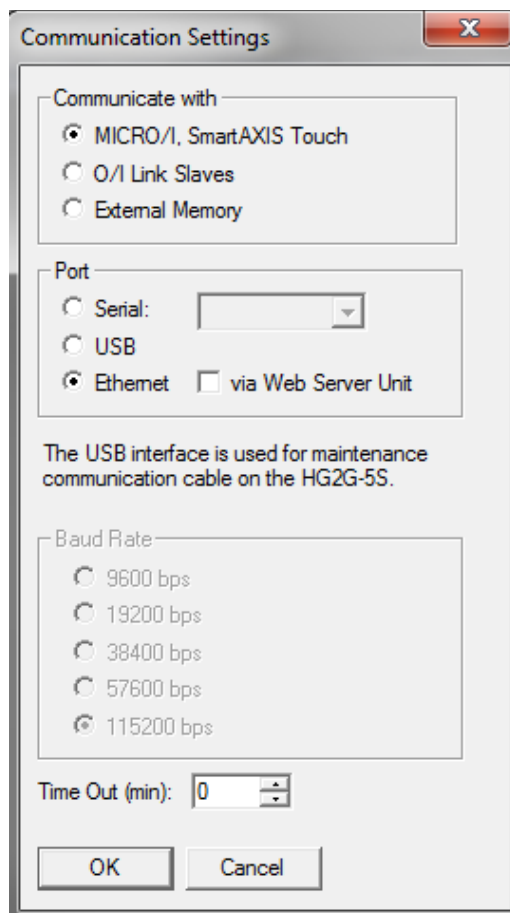 Communication Settings
Communicate with
MICRO/I, SmartAXIS Touch
O/I Link Slaves
External Memory
Port
Serial:
USB
Ethernet via Web Server Unit
The USB interface is used for maintenance
communication cable on the HG2G-5S.
Baud Rate
9600 bps
19200 bps
38400 bps
57600 bps
115200 bps
Time Out (min): 0
OK Cancel